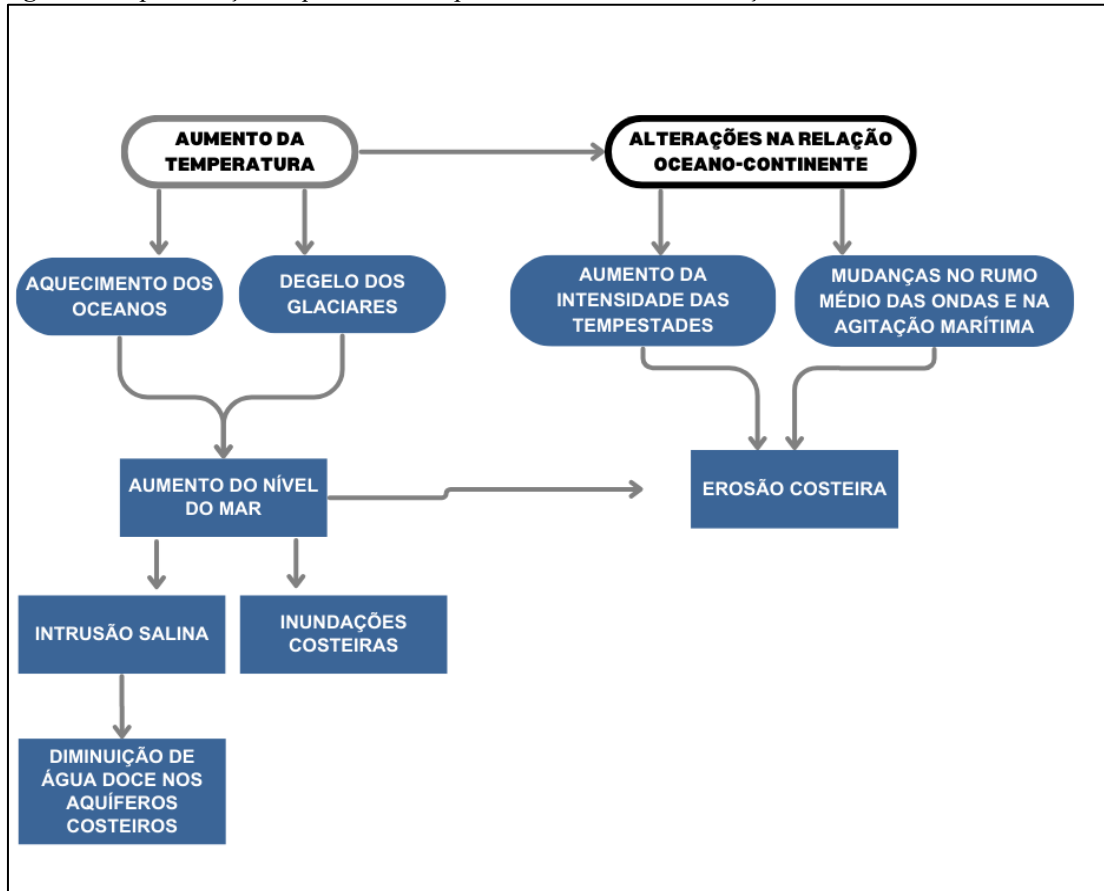 AUMENTO DA
TEMPERATURA
ALTERAÇÕES NA RELAÇÃO
OCEANO-CONTINENTE
AQUECIMENTO DOS
OCEANOS
DEGELO DOS
GLACIARES
AUMENTO DA
INTENSIDADE DAS
TEMPESTADES
MUDANÇAS NO RUMO
MÉDIO DAS ONDAS E NA
AGITAÇÃO MARÍTIMA
AUMENTO DO NÍVEL
DO MAR
EROSÃO COSTEIRA
INTRUSÃO SALINA
INUNDAÇÕES
COSTEIRAS
DIMINUIÇÃO DE
ÁGUA DOCE NOS
AQUÍFEROS
COSTEIROS